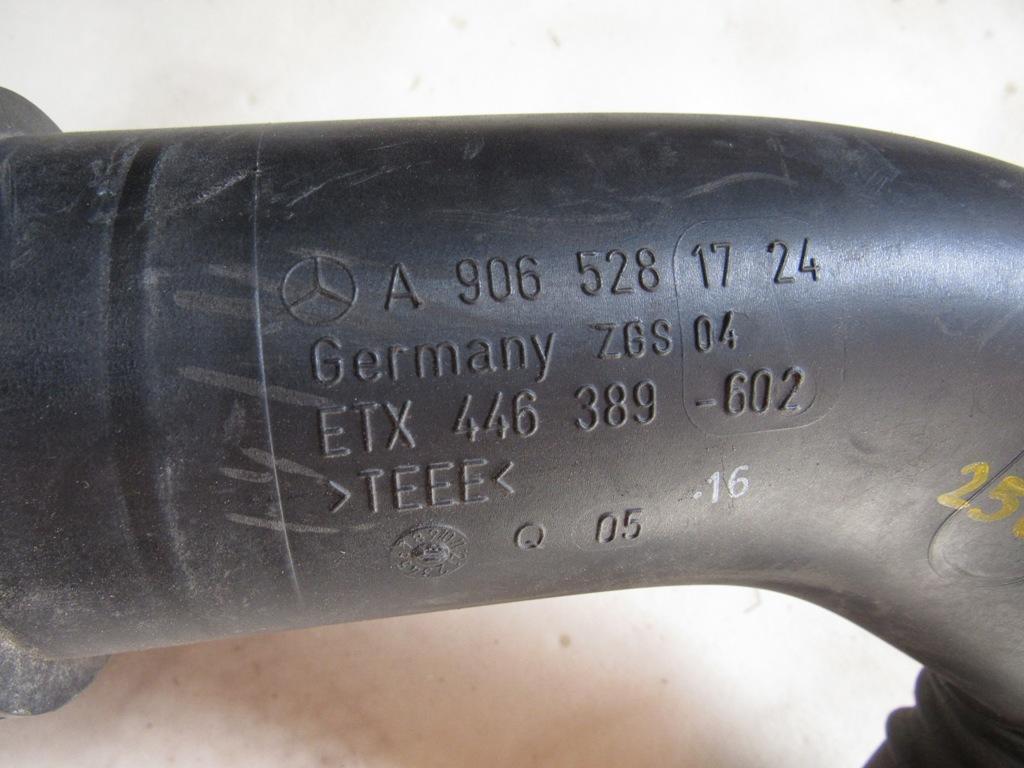 A 906 528 17 24
Germany ZGS 04
ETX 446 389 -602
>TEEE<
.16
Q 05